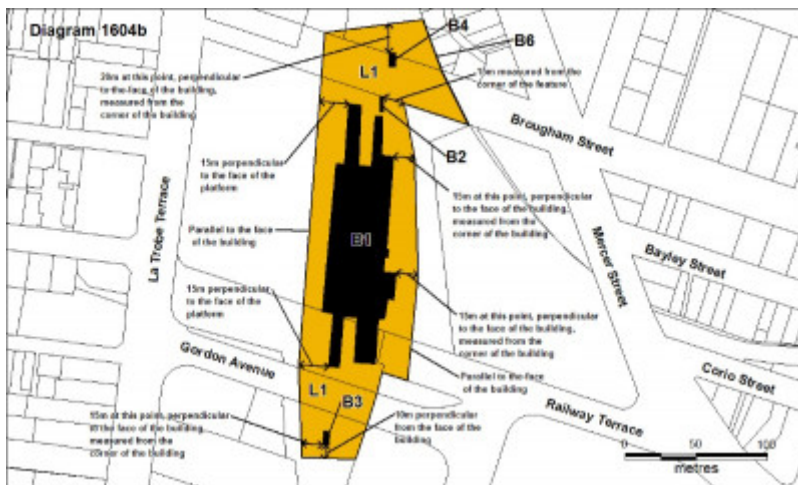 Diagram 1604b
B4
B6
L1
20m at this point, perpendicular
to the face of the building,
measured from the
corner of the building
15m measured from the
corner of the feature
Brougham Street
B2
15m perpendicular
to the face of the
platform
15m at this point, perpendicular
to the face of the building,
measured from the
corner of the building
La Trobe Terrace
Parallel to the face
of the building
B1
Mercer Street
Bayley Street
15m perpendicular
to the face of the
platform
15m at this point, perpendicular
to the face of the building,
measured from the
corner of the building
Gordon Avenue
Parallel to the face
of the building
Corio Street
L1
B3
Railway Terrace
15m at this point, perpendicular
to the face of the building,
measured from the
corner of the building
10m perpendicular
from the face of the
building
0 50 100
metres